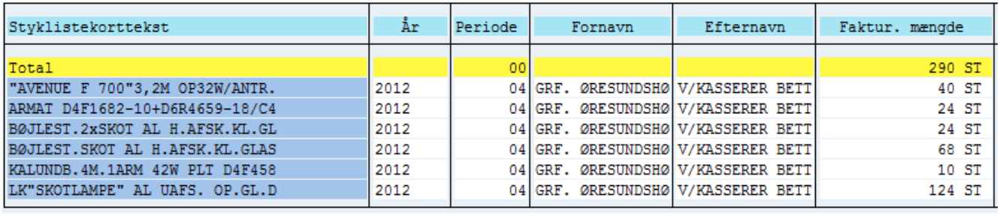 Styklistekorttekst År Periode Fornavn Efternavn Faktur. mængde
Total 00 290 ST
"AVENUE F 700"3,2M OP32W/ANTR. 2012 04 GRF. ØRESUNDSHØ V/KASSERER BETT 40 ST
ARMAT D4F1682-10+D6R4659-18/C4 2012 04 GRF. ØRESUNDSHØ V/KASSERER BETT 24 ST
BØJLEST.2xSKOT AL H.AFSK.KL.GL 2012 04 GRF. ØRESUNDSHØ V/KASSERER BETT 24 ST
BØJLEST.SKOT AL H.AFSK.KL.GLAS 2012 04 GRF. ØRESUNDSHØ V/KASSERER BETT 68 ST
KALUNDB.4M.1ARM 42W PLT D4F458 2012 04 GRF. ØRESUNDSHØ V/KASSERER BETT 10 ST
LK"SKOTLAMPE" AL UAFS. OP.GL.D 2012 04 GRF. ØRESUNDSHØ V/KASSERER BETT 124 ST